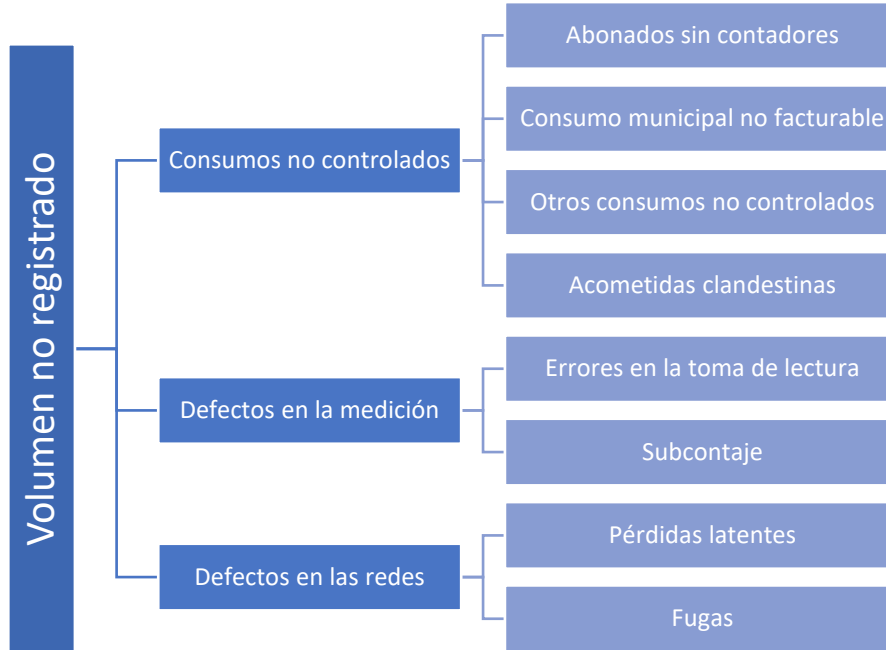 Volumen no registrado
Consumos no controlados
Abonados sin contadores
Consumo municipal no facturable
Otros consumos no controlados
Acometidas clandestinas
Defectos en la medición
Errores en la toma de lectura
Subcontaje
Defectos en las redes
Pérdidas latentes
Fugas